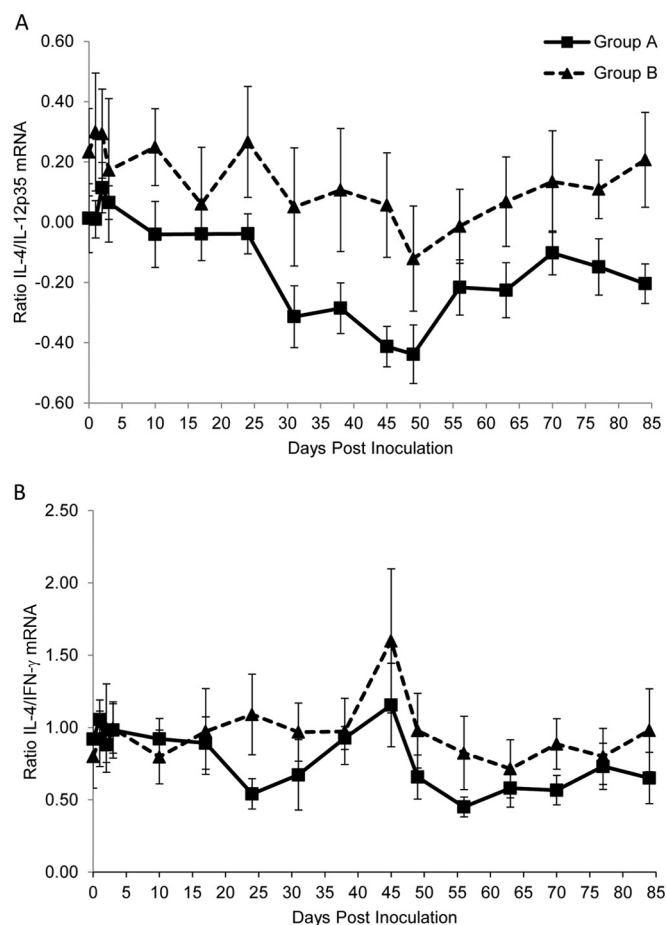 A
0.60
0.40
0.20
0.00
-0.20
-0.40
-0.60
Ratio IL-4/IL-12p35 mRNA
Group A
Group B
0 5 10 15 20 25 30 35 40 45 50 55 60 65 70 75 80 85
Days Post Inoculation
B
2.50
2.00
1.50
1.00
0.50
0.00
Ratio IL-4/IFN-γ mRNA
0 5 10 15 20 25 30 35 40 45 50 55 60 65 70 75 80 85
Days Post Inoculation